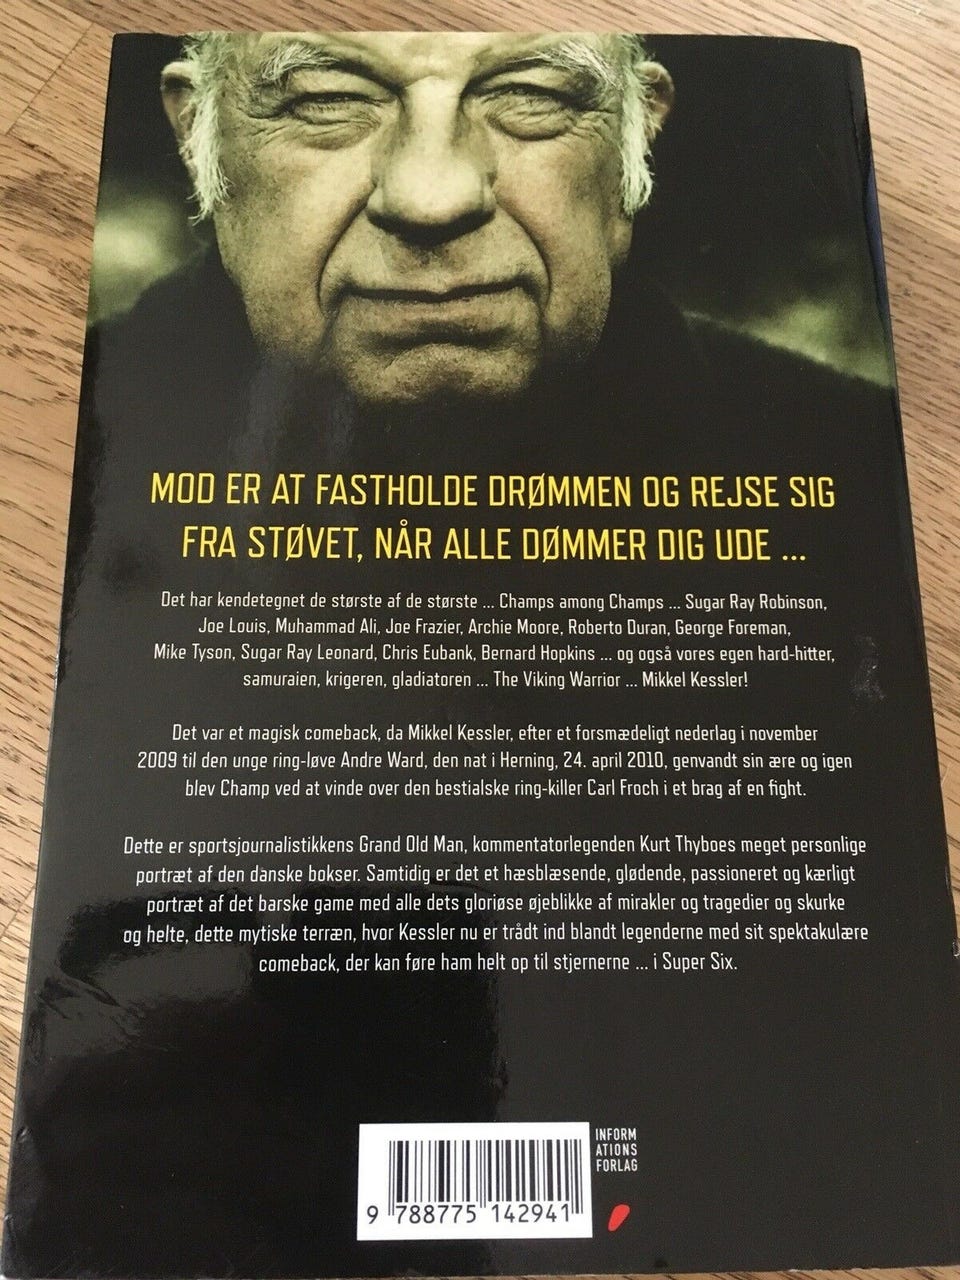 MOD ER AT FASTHOLDE DRØMMEN OG REJSE SIG
FRA STØVET, NÅR ALLE DØMMER DIG UDE ...
Det har kendetegnet de største af de største ... Champs among Champs ... Sugar Ray Robinson,
Joe Louis, Muhammad Ali, Joe Frazier, Archie Moore, Roberto Duran, George Foreman,
Mike Tyson, Sugar Ray Leonard, Chris Eubank, Bernard Hopkins ... og også vores egen hard-hitter,
samuraien, krigeren, gladiatoren ... The Viking Warrior ... Mikkel Kessler!
Det var et magisk comeback, da Mikkel Kessler, efter et forsmædeligt nederlag i november
2009 til den unge ring-løve Andre Ward, den nat i Herning, 24. april 2010, genvandt sin ære og igen
blev Champ ved at vinde over den bestialske ring-killer Carl Froch i et brag af en fight.
Dette er sportsjournalistikkens Grand Old Man, kommentatorlegenden Kurt Thyboes meget personlige
portræt af den danske bokser. Samtidig er det et hæsblæsende, glødende, passioneret og kærligt
portræt af det barske game med alle dets gloriøse øjeblikke af mirakler og tragedier og skurke
og helte, dette mytiske terræn, hvor Kessler nu er trådt ind blandt legenderne med sit spektakulære
comeback, der kan føre ham helt op til stjernerne ... i Super Six.
INFORM
ATIONS
FORLAG
9 788775 142941